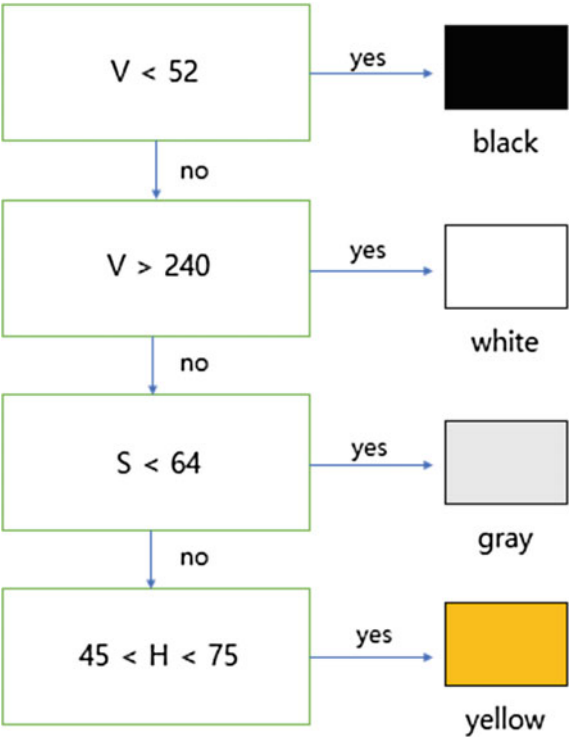 V < 52
yes
black
no
V > 240
yes
white
no
S < 64
yes
gray
no
45 < H < 75
yes
yellow